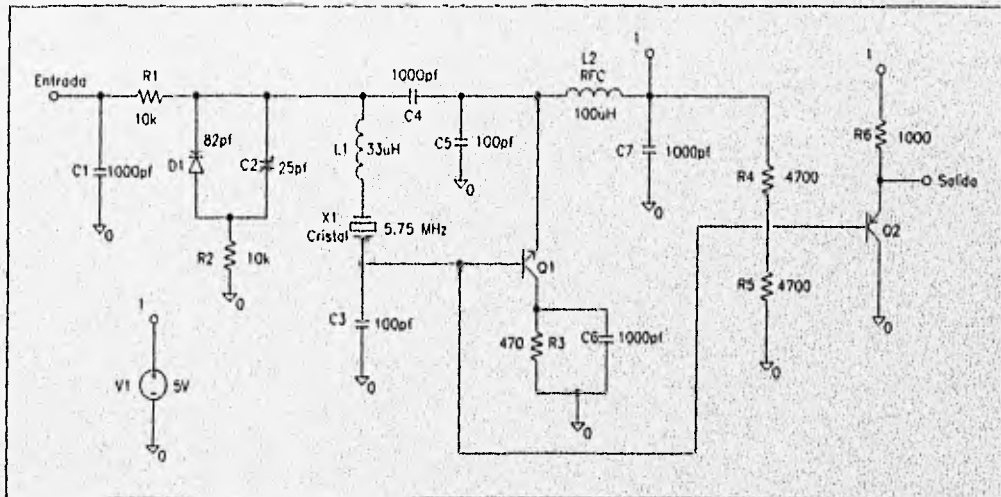 Entrada
R1
10k
C1
1000pf
0
82pf
D1
C2
25pf
R2
10k
0
1
V1
5V
0
L1
33uH
X1
Cristal
5.75 MHz
C3
100pf
0
1000pf
C4
C5
100pf
0
Q1
470
R3
C6
1000pf
0
L2
RFC
100uH
1
C7
1000pf
0
R4
4700
R5
4700
0
1
R6
1000
Salida
Q2
0